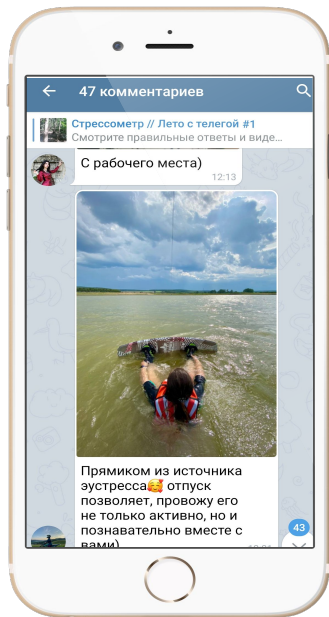 47 комментариев
Стрессометр // Лето с телегой #1
Смотрите правильные ответы и виде...
С рабочего места)
12:13
Прямиком из источника
эустресса🥰 отпуск
позволяет, провожу его
не только активно, но и
познавательно вместе с
вами)
43